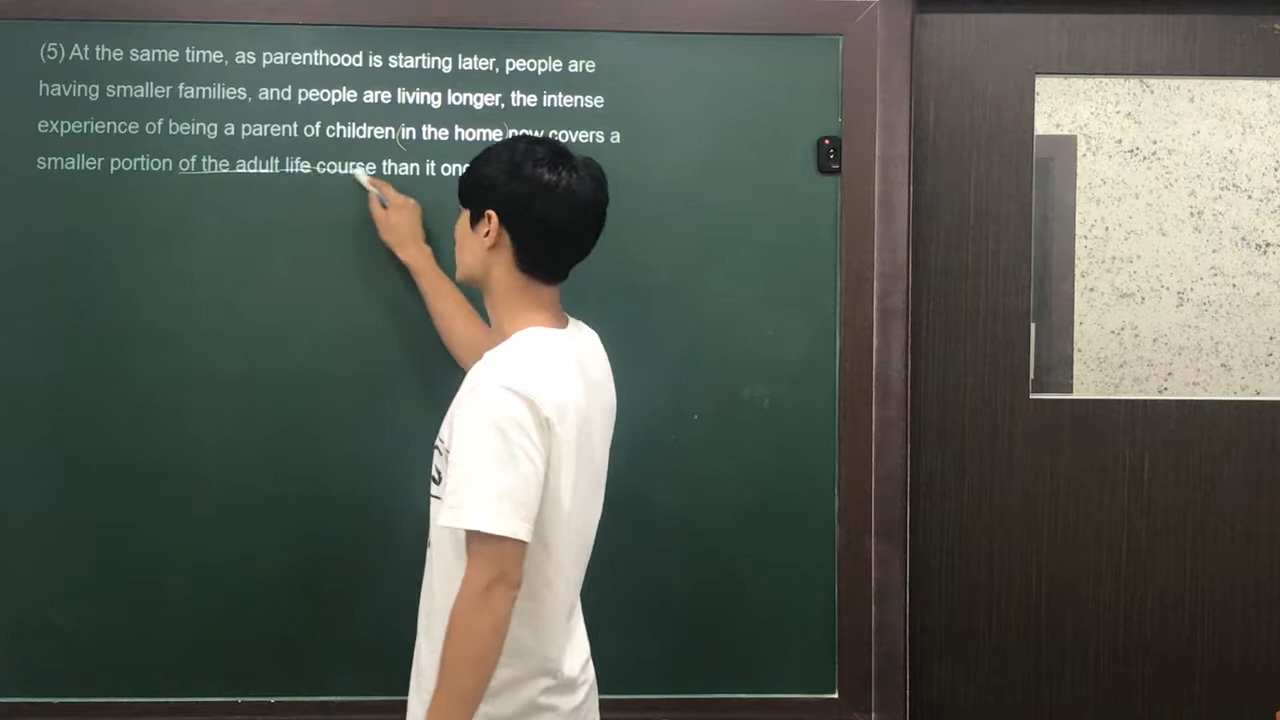 (5) At the same time, as parenthood is starting later, people are
having smaller families, and people are living longer, the intense
experience of being a parent of children (in the home) now covers a
smaller portion of the adult life course than it